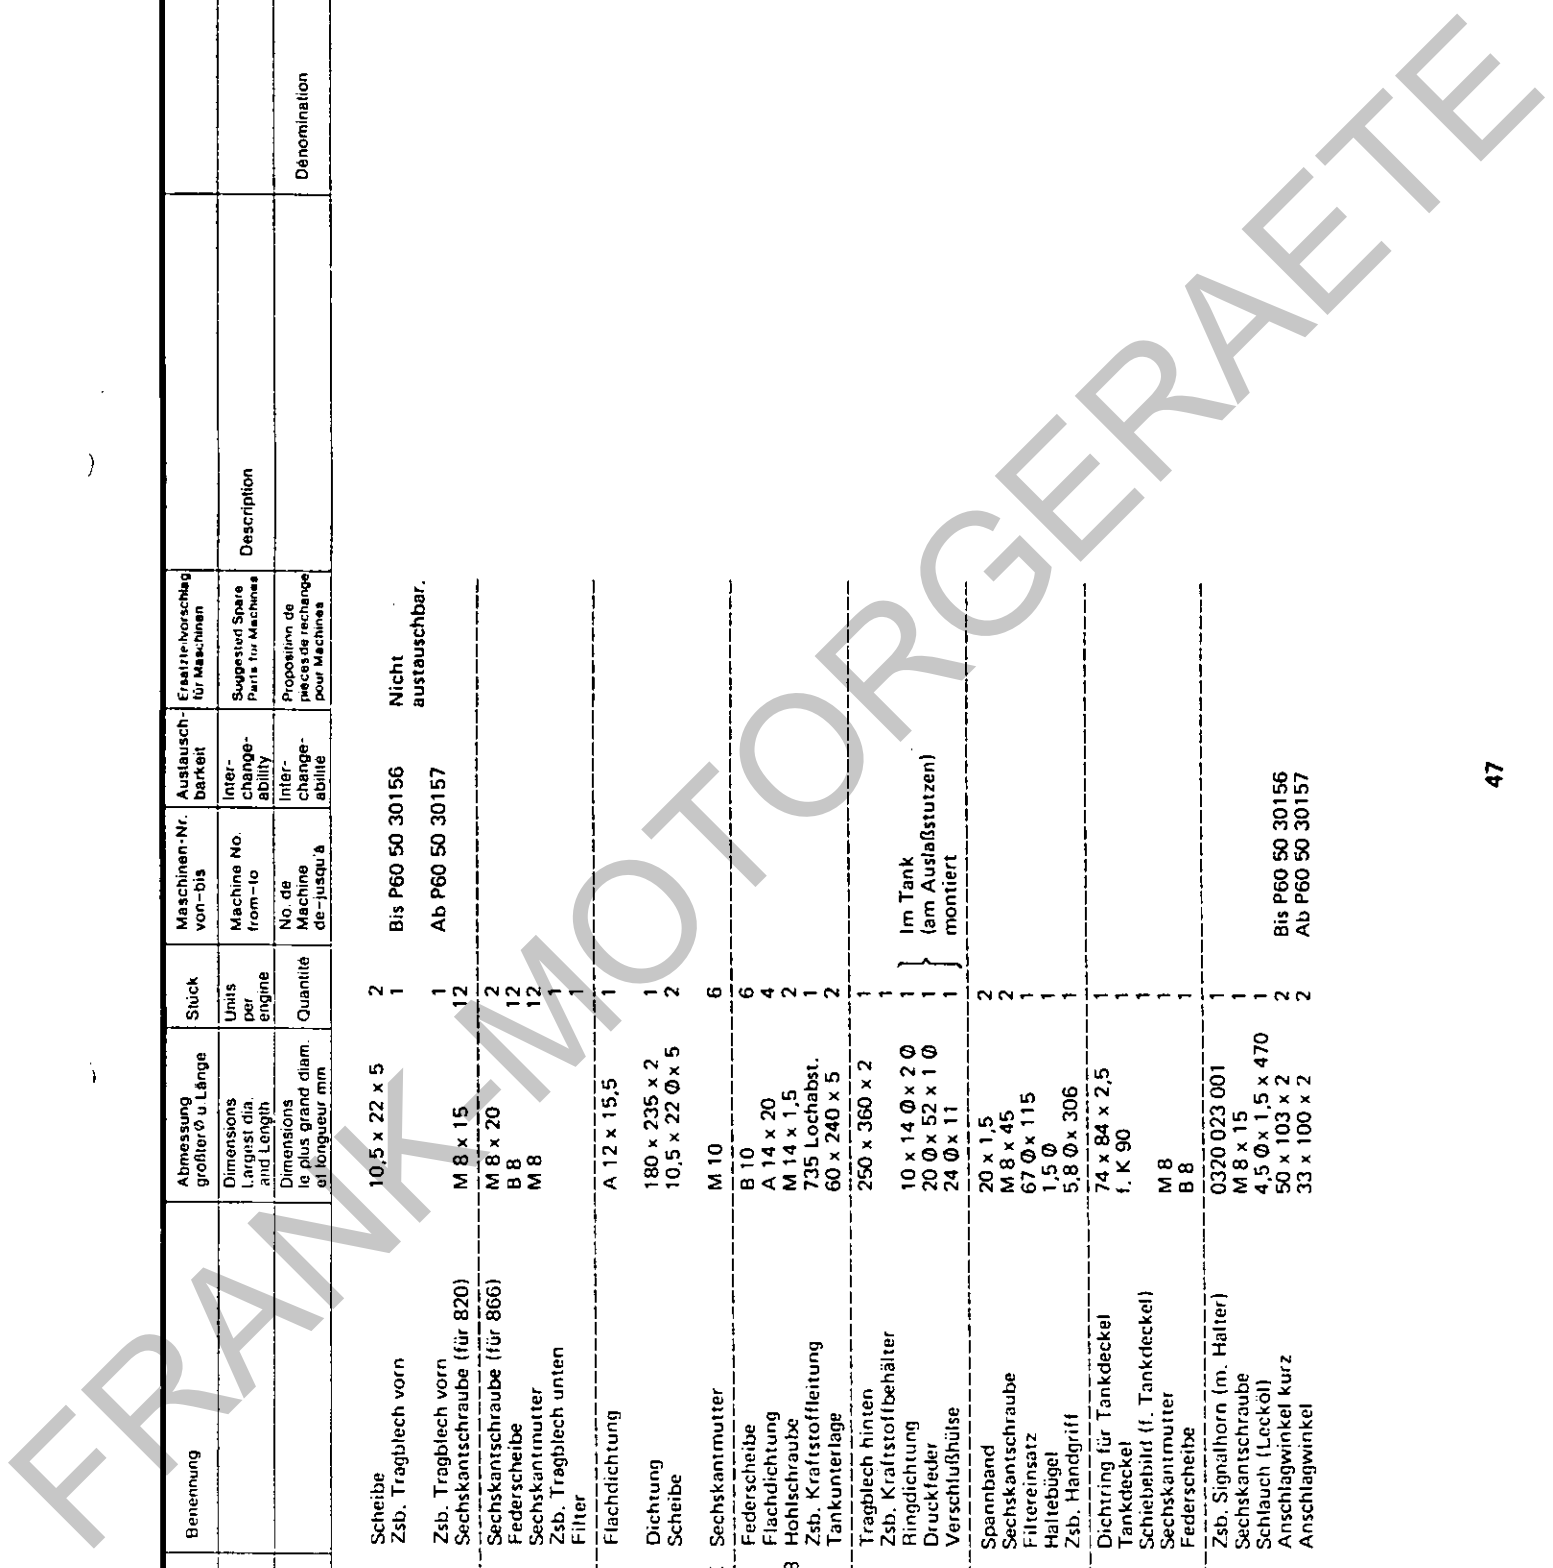 Benennung Abmessung größter Ø u. Länge Stück Maschinen-Nr. von–bis Austausch-barkeit Ersatzteilvorschlag für Maschinen
Dimensions Largest dia. and Length Units per engine Machine No. from–to Inter-change-ability Suggested Spare Parts for Machines Description
Dimensions le plus grand diam. et longueur mm Quantité No. de Machine de-jusqu'à Inter-change-abilité Proposition de pieces de rechange pour Machines Dénomination
Scheibe 10,5 x 22 x 5 2
Zsb. Tragblech vorn 1 Bis P60 50 30156 Nicht
austauschbar.
Zsb. Tragblech vorn 1 Ab P60 50 30157
Sechskantschraube (für 820) M 8 x 15 12
Sechskantschraube (für 866) M 8 x 20 2
Federscheibe B 8 12
Sechskantmutter M 8 12
Zsb. Tragblech unten 1
Filter 1
Flachdichtung A 12 x 15,5 1
Dichtung 180 x 235 x 2 1
Scheibe 10,5 x 22 Ø x 5 2
Sechskantmutter M 10 6
Federscheibe B 10 6
Flachdichtung A 14 x 20 4
Hohlschraube M 14 x 1,5 2
Zsb. Kraftstoffleitung 735 Lochabst. 1
Tankunterlage 60 x 240 x 5 2
Tragblech hinten 250 x 360 x 2 1
Zsb. Kraftstoffbehälter 1
Ringdichtung 10 x 14 Ø x 2 Ø 1 Im Tank
Druckfeder 20 Ø x 52 x 1 Ø 1 (am Auslaßstutzen)
Verschlußhülse 24 Ø x 11 1 montiert
Spannband 20 x 1,5 2
Sechskantschraube M 8 x 45 2
Filtereinsatz 67 Ø x 115 1
Haltebügel 1,5 Ø 1
Zsb. Handgriff 5,8 Ø x 306 1
Dichtring für Tankdeckel 74 x 84 x 2,5 1
Tankdeckel f. K 90 1
Schiebebild (f. Tankdeckel) 1
Sechskantmutter M 8 1
Federscheibe B 8 1
Zsb. Signalhorn (m. Halter) 0320 023 001 1
Sechskantschraube M 8 x 15 1
Schlauch (Lecköl) 4,5 Ø x 1,5 x 470 1
Anschlagwinkel kurz 50 x 103 x 2 2 Bis P60 50 30156
Anschlagwinkel 33 x 100 x 2 2 Ab P60 50 30157
47
FRANK-MOTORGERAETE